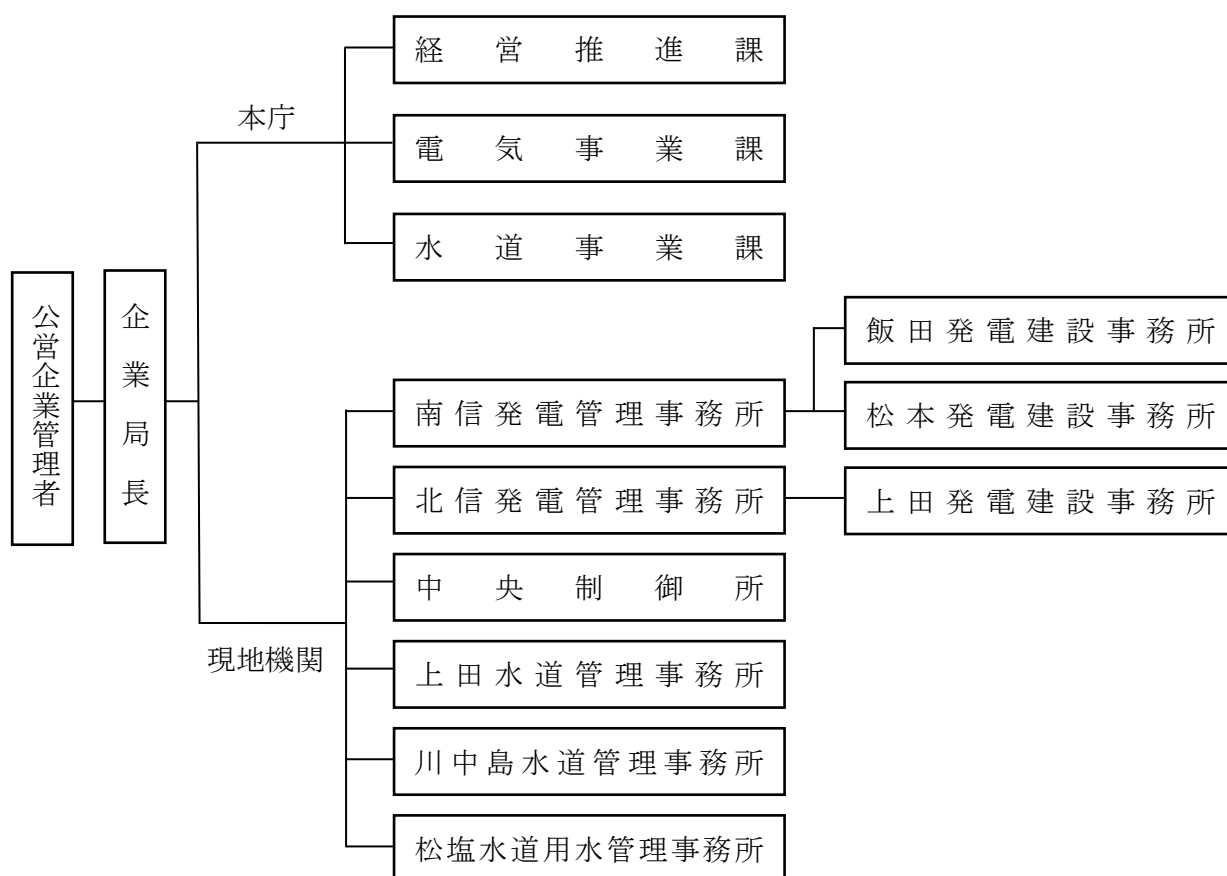 経営推進課
本庁
電気事業課
水道事業課
公営企業管理者
企業局長
飯田発電建設事務所
南信発電管理事務所
松本発電建設事務所
北信発電管理事務所
上田発電建設事務所
中央制御所
現地機関
上田水道管理事務所
川中島水道管理事務所
松塩水道用水管理事務所